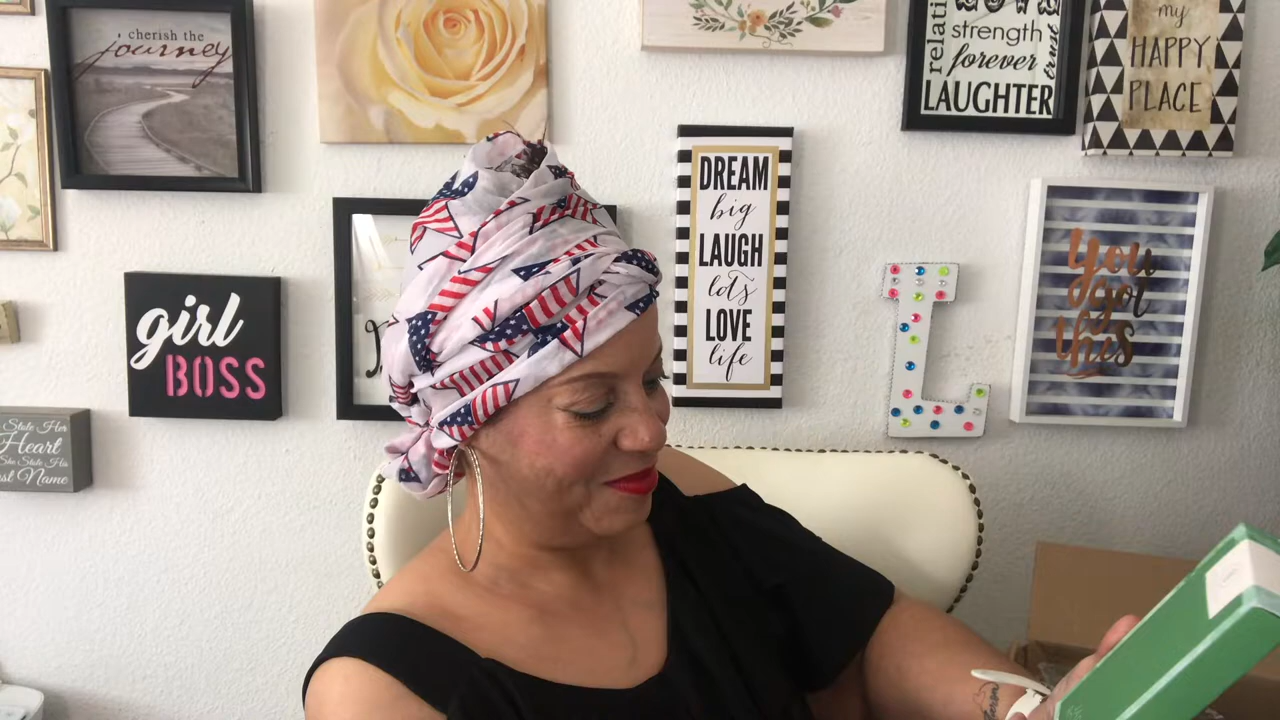 cherish the
journey
strength
forever
LAUGHTER
my
HAPPY
PLACE
DREAM
big
LAUGH
lots
LOVE
life
You
got
this
girl
BOSS
L
Stole Her
Heart
She Stole His
Name